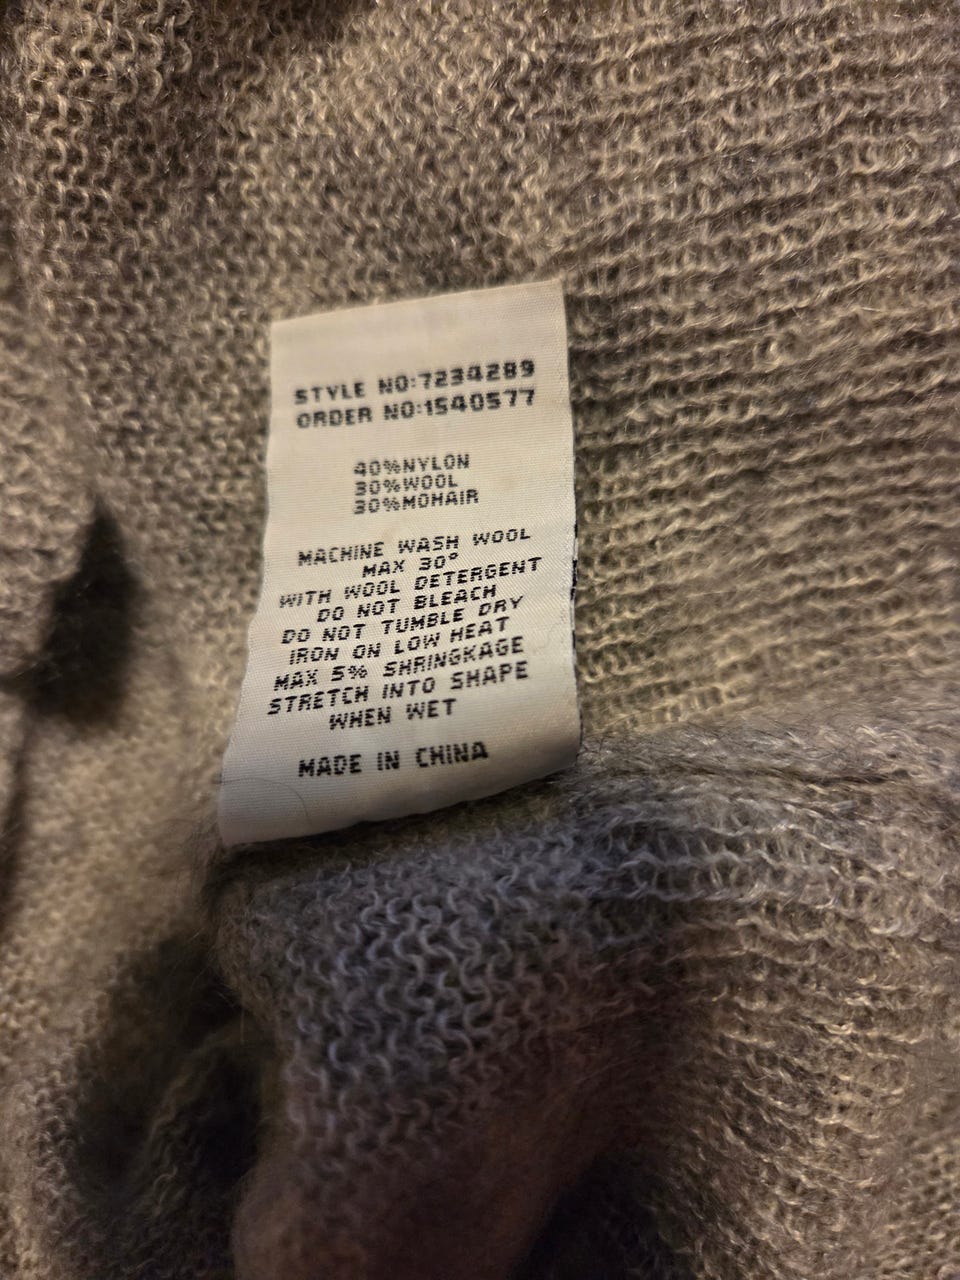 STYLE NO:7234289
ORDER NO:1540577
40%NYLON
30%WOOL
30%MOHAIR
MACHINE WASH WOOL
MAX 30°
WITH WOOL DETERGENT
DO NOT BLEACH
DO NOT TUMBLE DRY
IRON ON LOW HEAT
MAX 5% SHRINGKAGE
STRETCH INTO SHAPE
WHEN WET
MADE IN CHINA